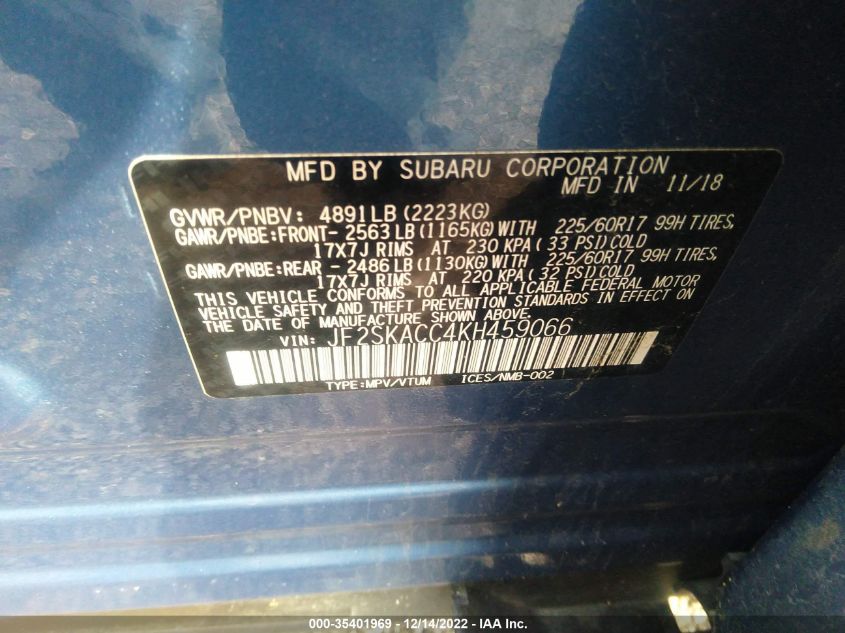 MFD BY SUBARU CORPORATION
MFD IN 11/18
GVWR/PNBV: 4891LB(2223KG)
GAWR/PNBE:FRONT- 2563LB(1165KG)WITH 225/60R17 99H TIRES,
17X7J RIMS AT 230 KPA( 33 PSI)COLD
GAWR/PNBE:REAR - 2486LB(1130KG)WITH 225/60R17 99H TIRES,
17X7J RIMS AT 220 KPA( 32 PSI)COLD
THIS VEHICLE CONFORMS TO ALL APPLICABLE FEDERAL MOTOR
VEHICLE SAFETY AND THEFT PREVENTION STANDARDS IN EFFECT ON
THE DATE OF MANUFACTURE SHOWN ABOVE.
VIN: JF2SKACC4KH459066
TYPE:MPV/VTUM ICES/NMB-002
000-35401969 - 12/14/2022 - IAA Inc.